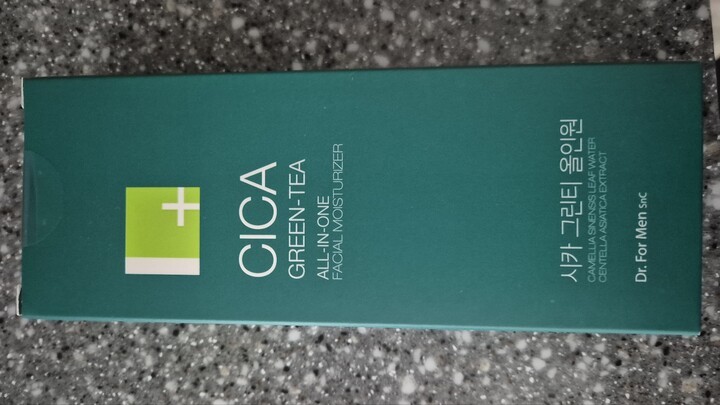 CICA
GREEN-TEA
ALL-IN-ONE
FACIAL MOISTURIZER
시카 그린티 올인원
CAMELLIA SINENSIS LEAF WATER
CENTELLA ASIATICA EXTRACT
Dr. For Men SnC